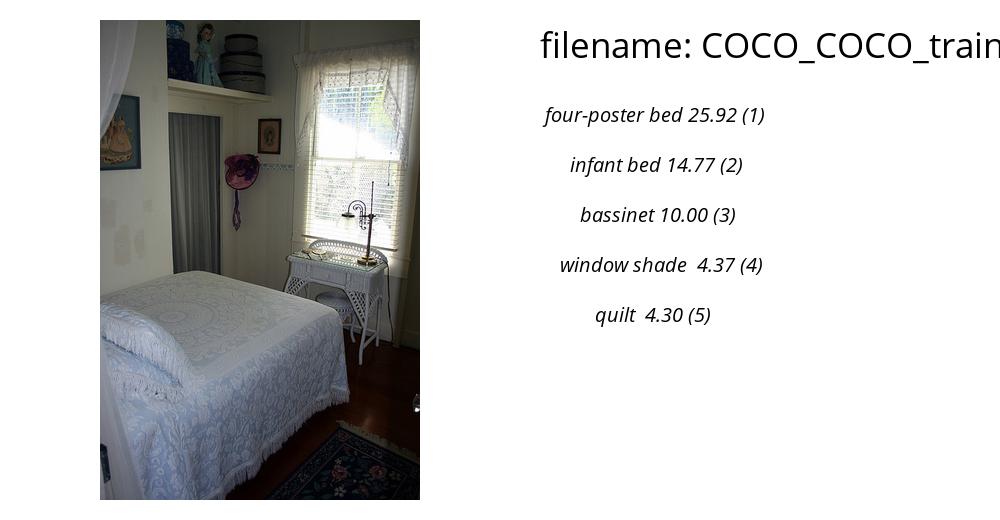 filename: COCO_COCO_train
four-poster bed 25.92 (1)
infant bed 14.77 (2)
bassinet 10.00 (3)
window shade 4.37 (4)
quilt 4.30 (5)